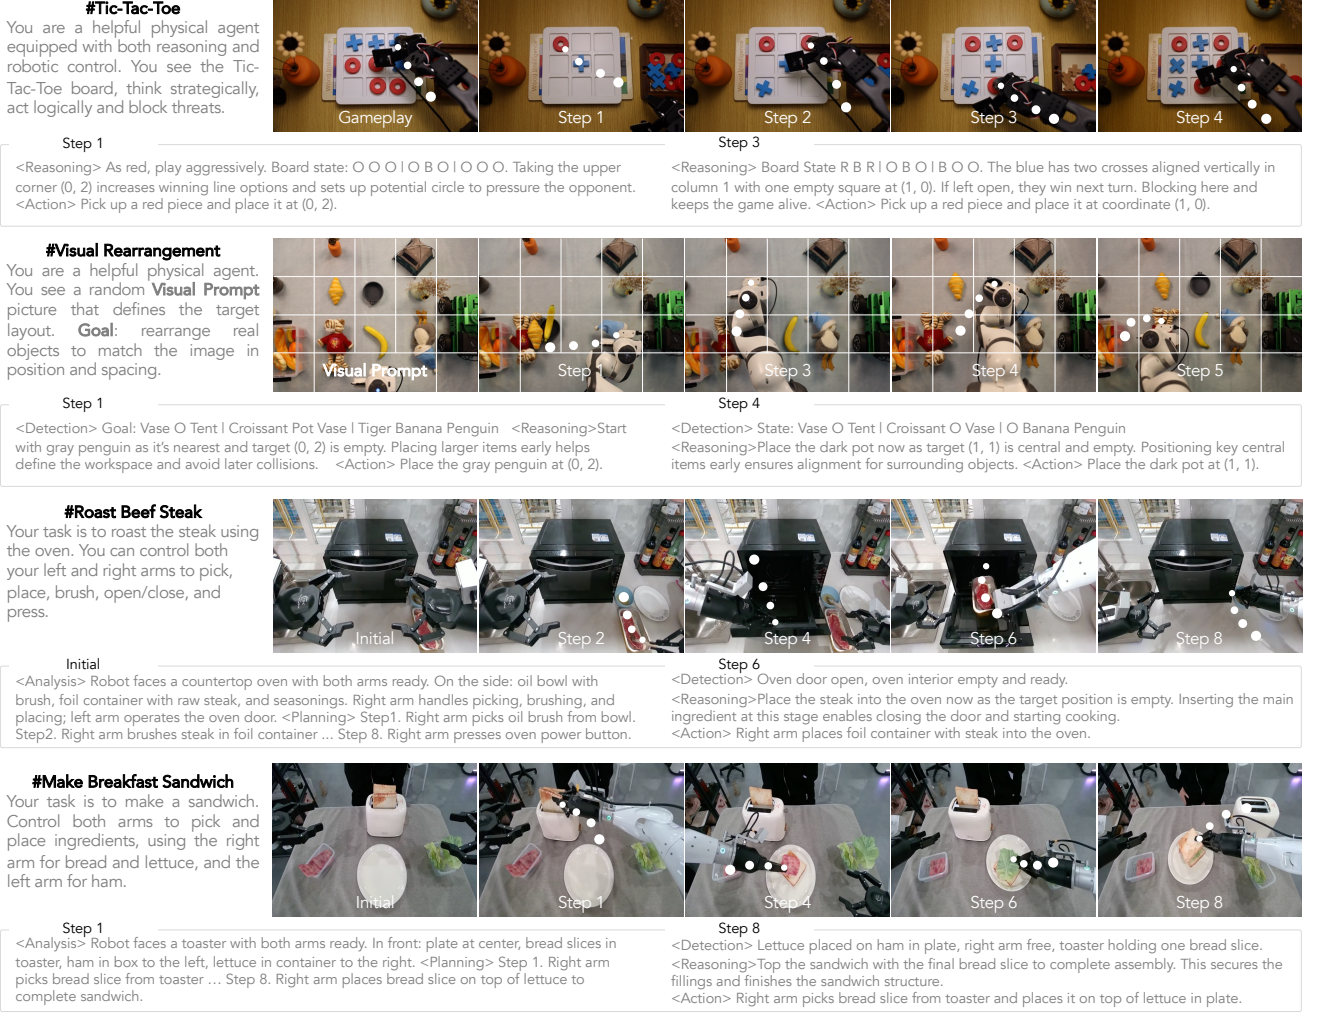 #Tic-Tac-Toe
You are a helpful physical agent
equipped with both reasoning and
robotic control. You see the Tic-
Tac-Toe board, think strategically,
act logically and block threats.
Gameplay
Step 1
Step 2
Step 3
Step 4
Step 1
<Reasoning> As red, play aggressively. Board state: O O O | O B O | O O O. Taking the upper
corner (0, 2) increases winning line options and sets up potential circle to pressure the opponent.
<Action> Pick up a red piece and place it at (0, 2).
Step 3
<Reasoning> Board State R B R | O B O | B O O. The blue has two crosses aligned vertically in
column 1 with one empty square at (1, 0). If left open, they win next turn. Blocking here and
keeps the game alive. <Action> Pick up a red piece and place it at coordinate (1, 0).
#Visual Rearrangement
You are a helpful physical agent.
You see a random Visual Prompt
picture that defines the target
layout. Goal: rearrange real
objects to match the image in
position and spacing.
Visual Prompt
Step 1
Step 3
Step 4
Step 5
Step 1
<Detection> Goal: Vase O Tent | Croissant Pot Vase | Tiger Banana Penguin <Reasoning>Start
with gray penguin as it's nearest and target (0, 2) is empty. Placing larger items early helps
define the workspace and avoid later collisions. <Action> Place the gray penguin at (0, 2).
Step 4
<Detection> State: Vase O Tent | Croissant O Vase | O Banana Penguin
<Reasoning>Place the dark pot now as target (1, 1) is central and empty. Positioning key central
items early ensures alignment for surrounding objects. <Action> Place the dark pot at (1, 1).
#Roast Beef Steak
Your task is to roast the steak using
the oven. You can control both
your left and right arms to pick,
place, brush, open/close, and
press.
Initial
Step 2
Step 4
Step 6
Step 8
Initial
<Analysis> Robot faces a countertop oven with both arms ready. On the side: oil bowl with
brush, foil container with raw steak, and seasonings. Right arm handles picking, brushing, and
placing; left arm operates the oven door. <Planning> Step1. Right arm picks oil brush from bowl.
Step2. Right arm brushes steak in foil container ... Step 8. Right arm presses oven power button.
Step 6
<Detection> Oven door open, oven interior empty and ready.
<Reasoning>Place the steak into the oven now as the target position is empty. Inserting the main
ingredient at this stage enables closing the door and starting cooking.
<Action> Right arm places foil container with steak into the oven.
#Make Breakfast Sandwich
Your task is to make a sandwich.
Control both arms to pick and
place ingredients, using the right
arm for bread and lettuce, and the
left arm for ham.
Initial
Step 1
Step 4
Step 6
Step 8
Step 1
<Analysis> Robot faces a toaster with both arms ready. In front: plate at center, bread slices in
toaster, ham in box to the left, lettuce in container to the right. <Planning> Step 1. Right arm
picks bread slice from toaster ... Step 8. Right arm places bread slice on top of lettuce to
complete sandwich.
Step 8
<Detection> Lettuce placed on ham in plate, right arm free, toaster holding one bread slice.
<Reasoning>Top the sandwich with the final bread slice to complete assembly. This secures the
fillings and finishes the sandwich structure.
<Action> Right arm picks bread slice from toaster and places it on top of lettuce in plate.